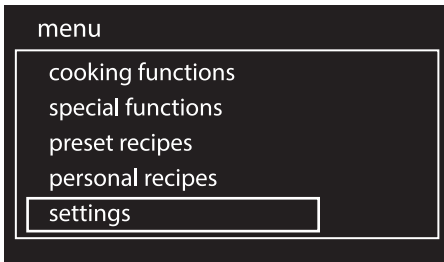 menu
cooking functions
special functions
preset recipes
personal recipes
settings